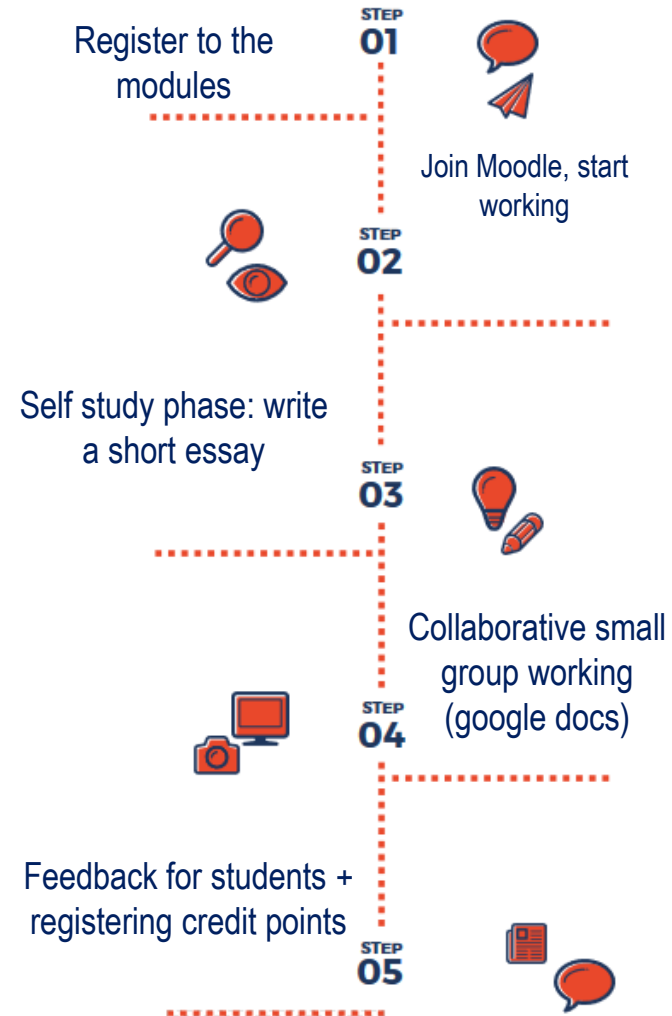 STEP
01
Register to the
modules
Join Moodle, start
working
STEP
02
Self study phase: write
a short essay
STEP
03
Collaborative small
group working
(google docs)
STEP
04
Feedback for students +
registering credit points
STEP
05